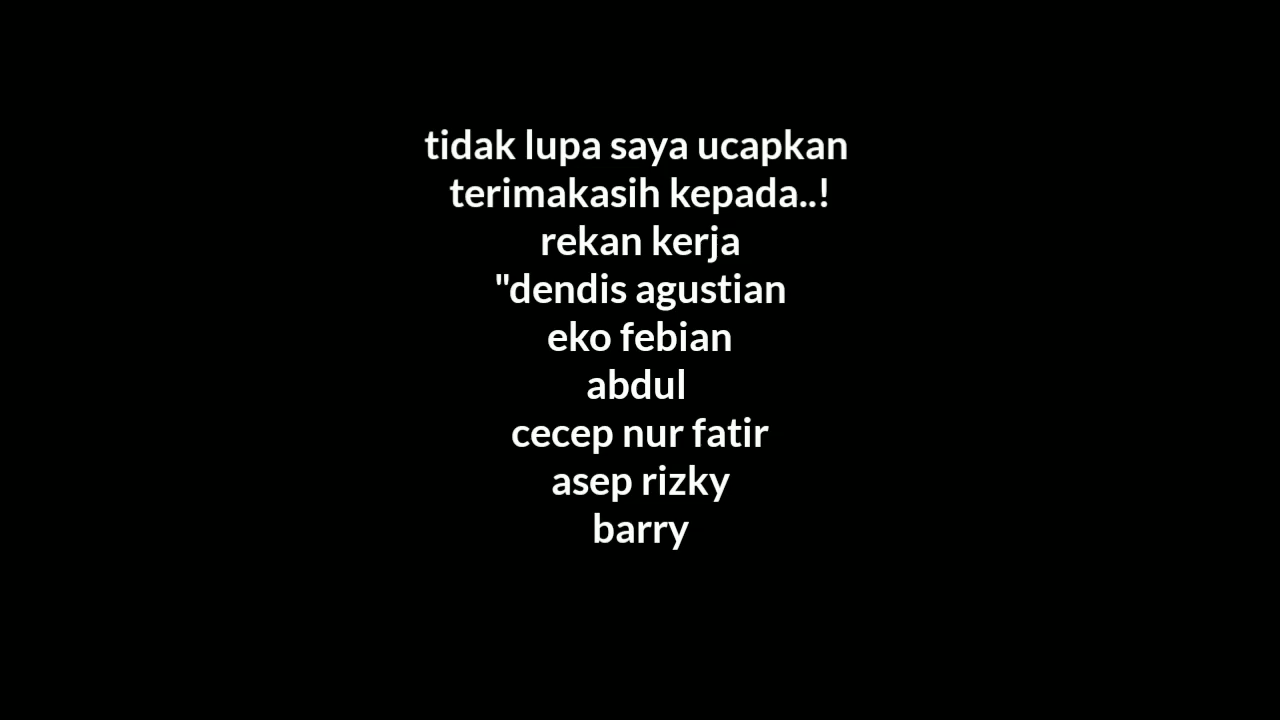 tidak lupa saya ucapkan
terimakasih kepada..!
rekan kerja
"dendis agustian
eko febian
abdul
cecep nur fatir
asep rizky
barry